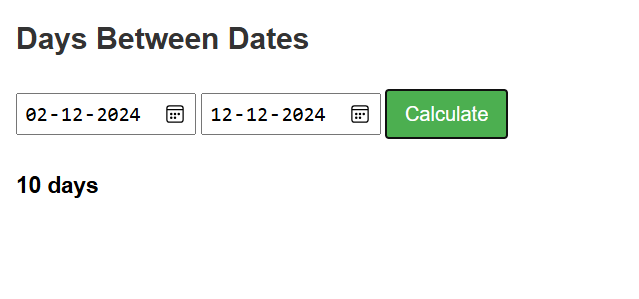 Days Between Dates
02-12-2024 12-12-2024 Calculate
10 days